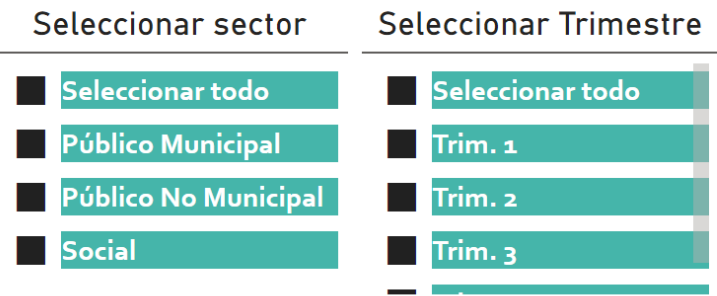 Seleccionar sector
Seleccionar todo
Público Municipal
Público No Municipal
Social
Seleccionar Trimestre
Seleccionar todo
Trim. 1
Trim. 2
Trim. 3